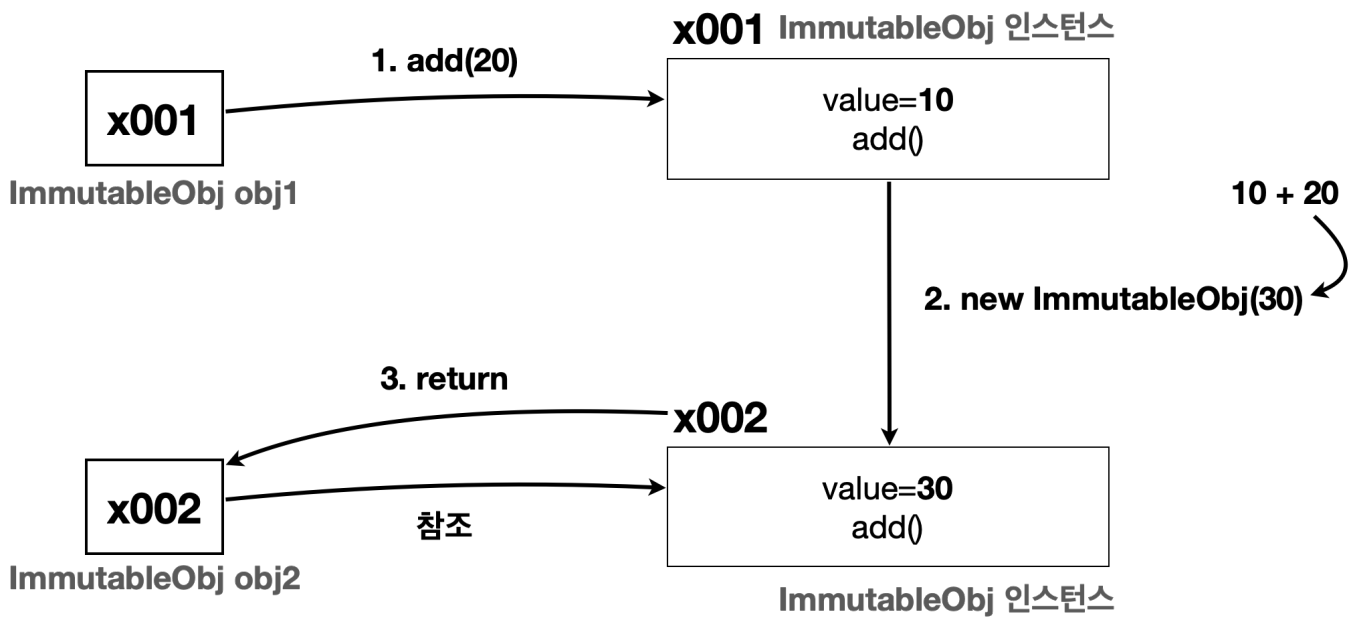 x001 ImmutableObj 인스턴스
1. add(20)
x001
value=10
add()
ImmutableObj obj1
10 + 20
2. new ImmutableObj(30)
3. return
x002
x002
value=30
add()
참조
ImmutableObj obj2
ImmutableObj 인스턴스